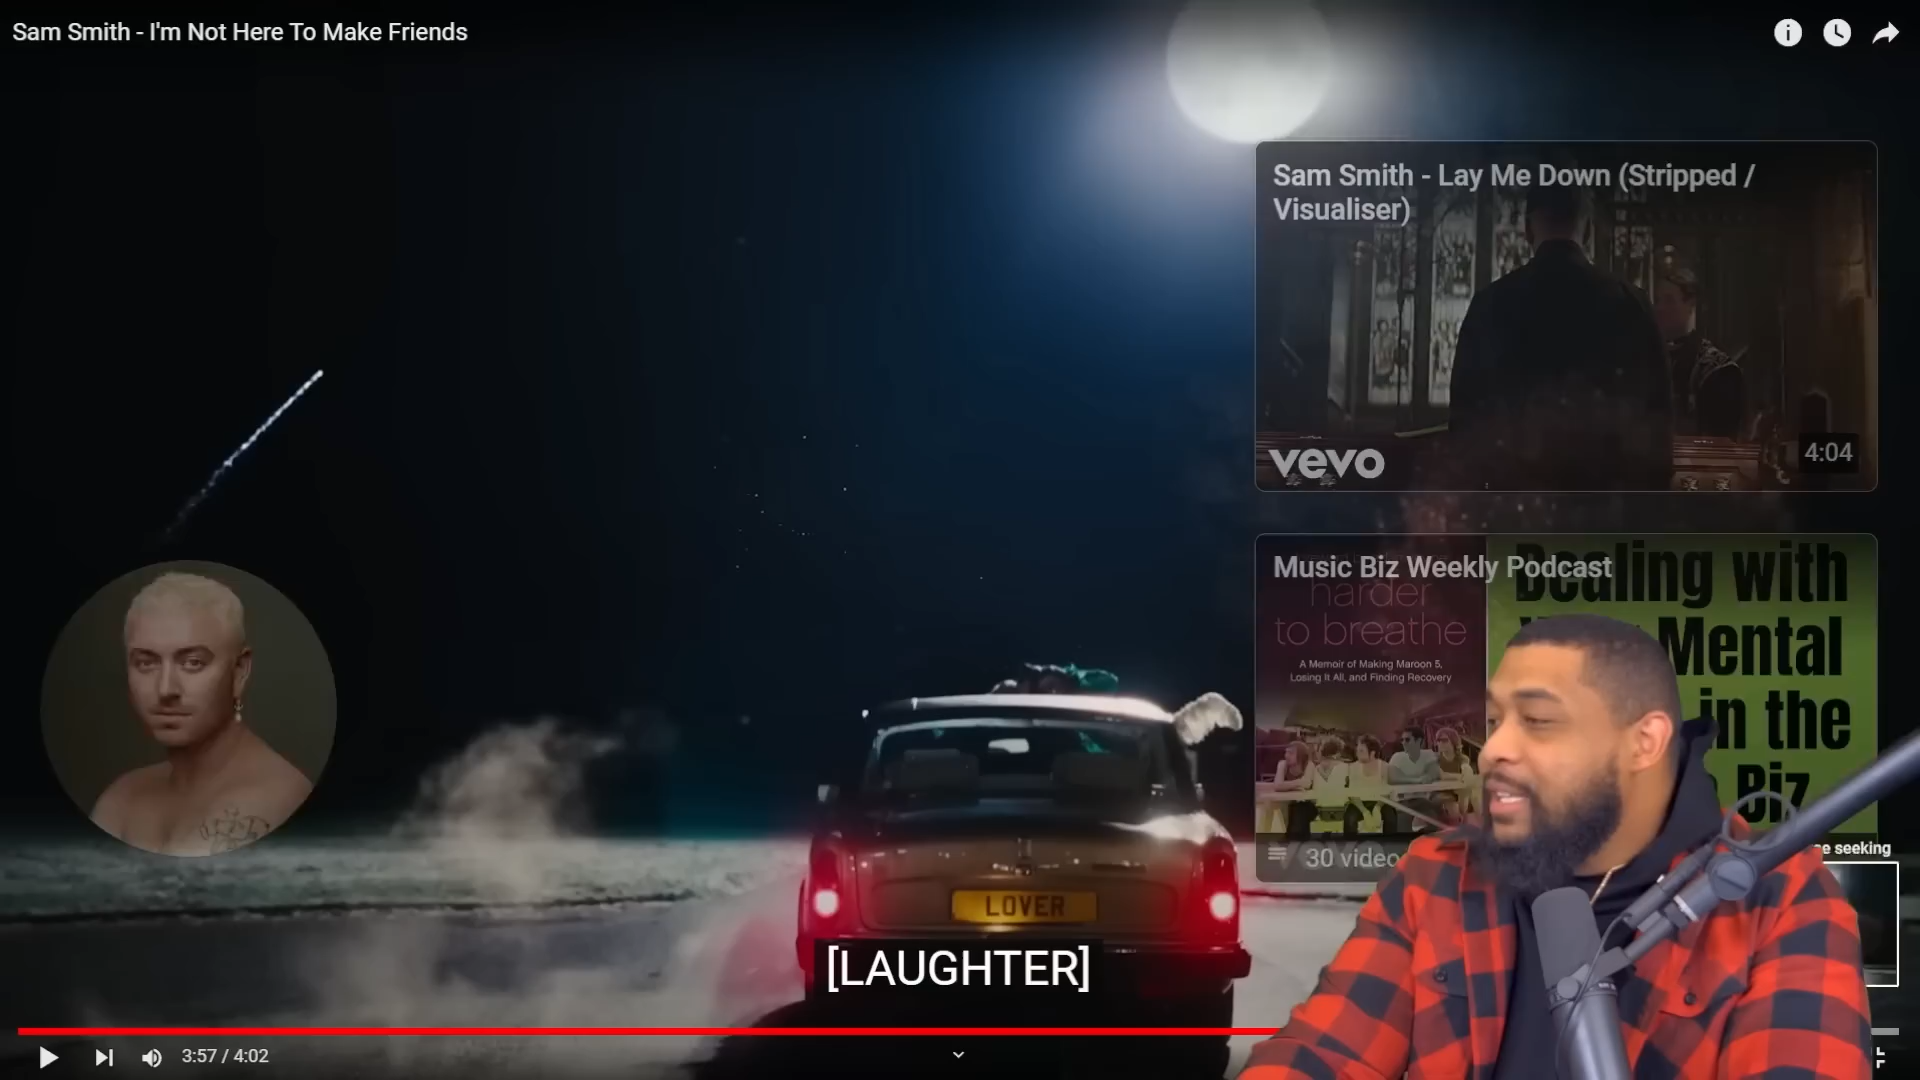 Sam Smith - I'm Not Here To Make Friends
Sam Smith - Lay Me Down (Stripped /
Visualiser)
vevo
4:04
Music Biz Weekly Podcast
harder
to breathe
A Memoir of Making Maroon 5,
Losing It All, and Finding Recovery
Dealing with
Mental
in the
Biz
30 video
seeking
LOVER
[LAUGHTER]
3:57 / 4:02